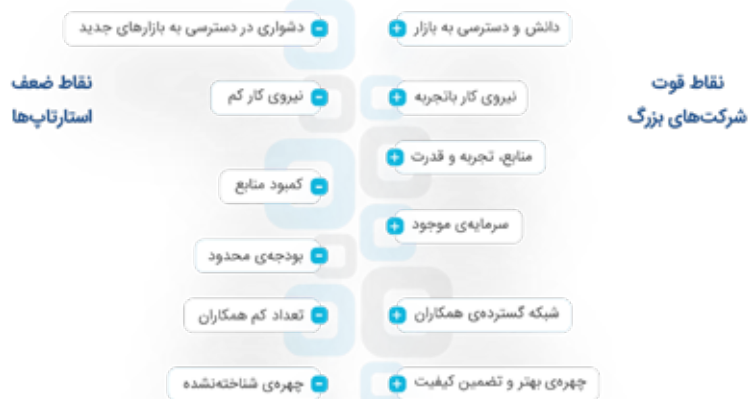 نقاط قوت
شرکت‌های بزرگ
دانش و دسترسی به بازار
نیروی کار باتجربه
منابع، تجربه و قدرت
سرمایه‌ی موجود
شبکه گسترده‌ی همکاران
چهره‌ی بهتر و تضمین کیفیت
دشواری در دسترسی به بازارهای جدید
نیروی کار کم
کمبود منابع
بودجه‌ی محدود
تعداد کم همکاران
چهره‌ی شناخته‌نشده
نقاط ضعف
استارتاپ‌ها